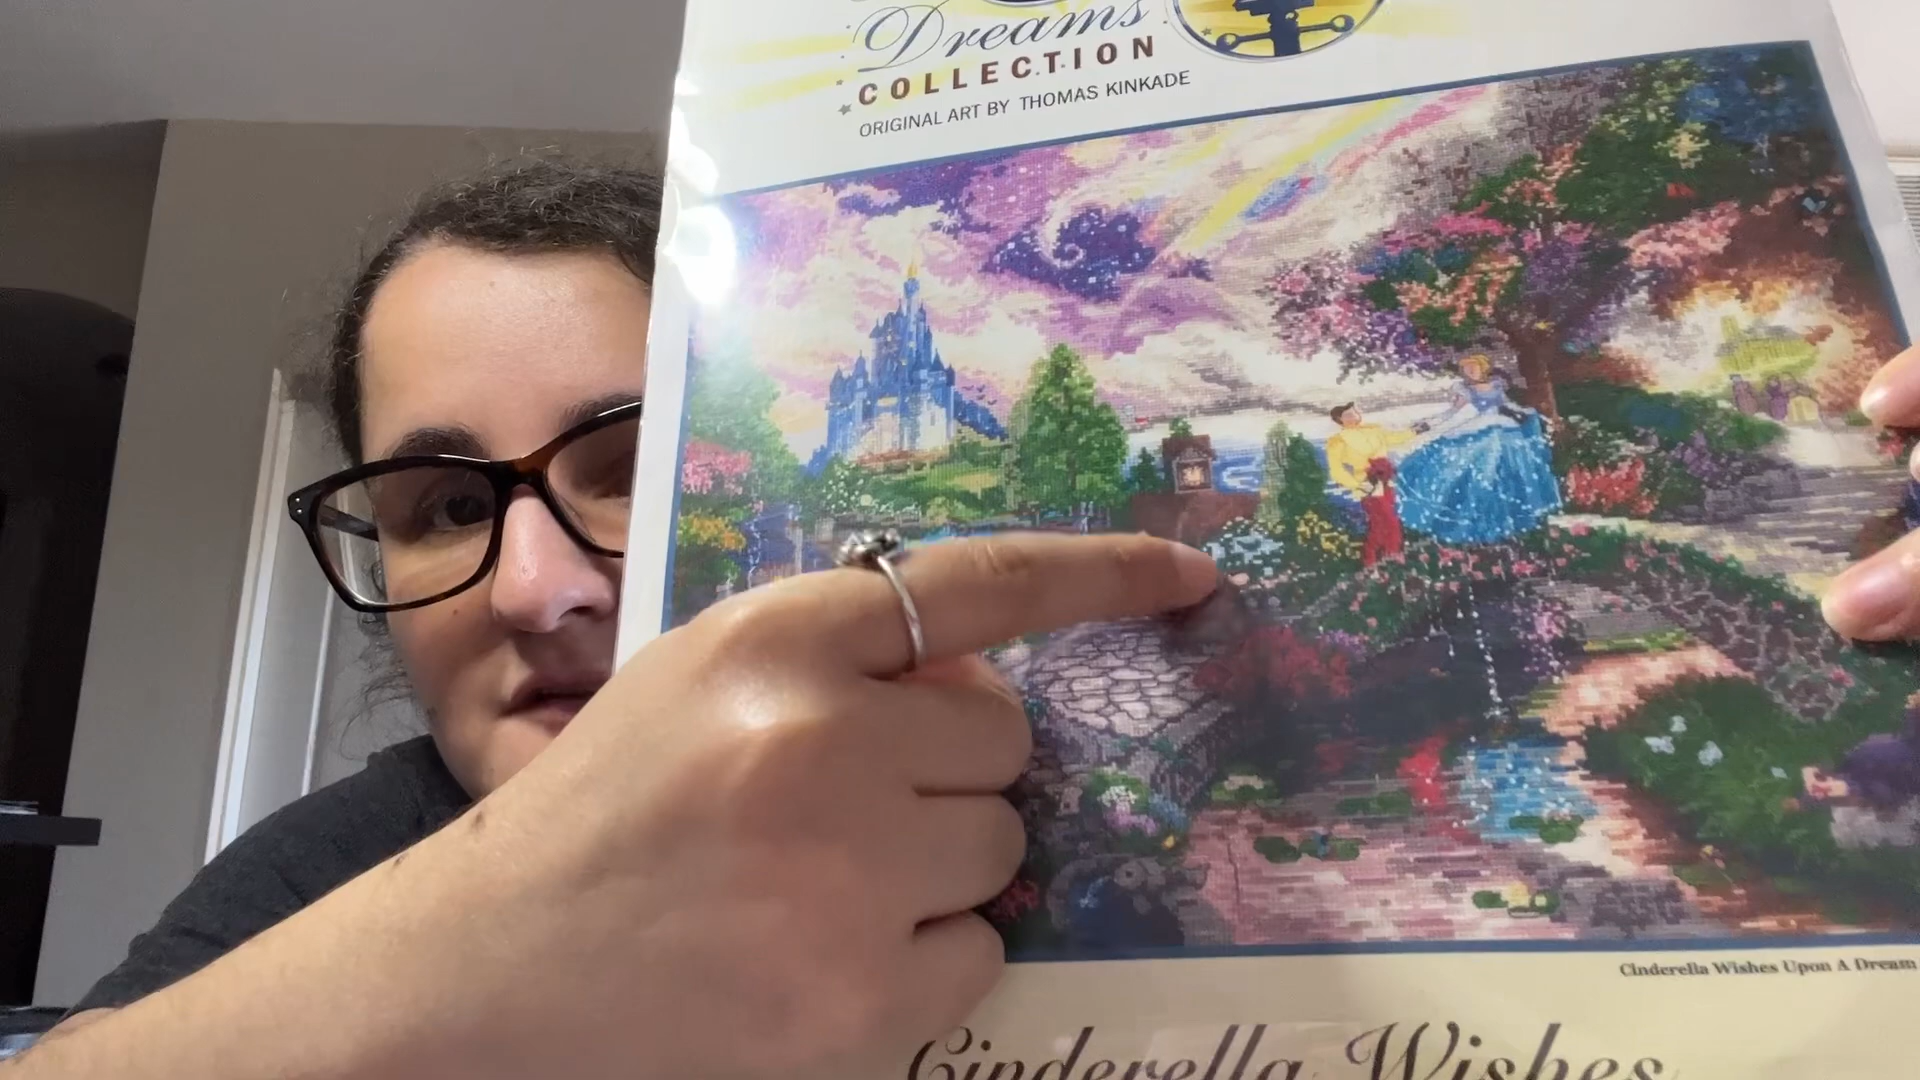 Dreams
COLLECTION
ORIGINAL ART BY THOMAS KINKADE
Cinderella Wishes Upon A Dream
Cinderella Wishes